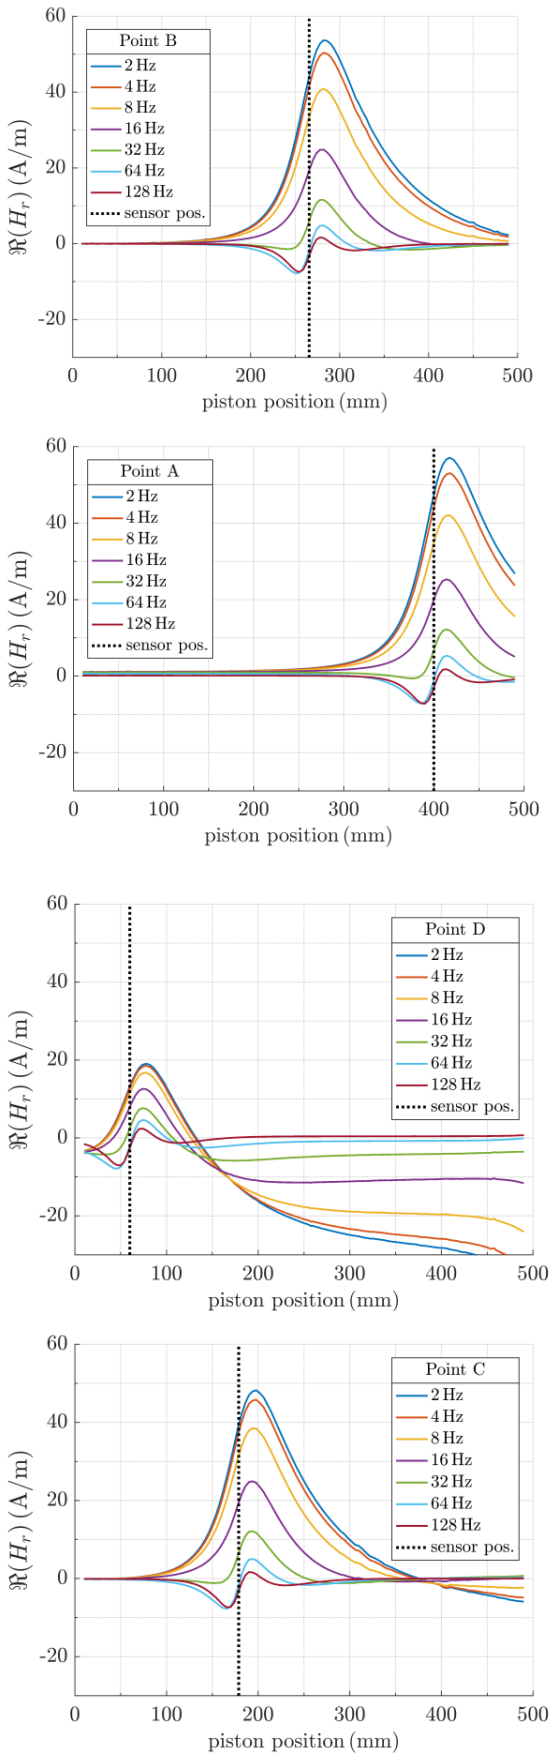 60
40
20
0
-20
ℜ(H_r) (A/m)
Point B
2 Hz
4 Hz
8 Hz
16 Hz
32 Hz
64 Hz
128 Hz
sensor pos.
0 100 200 300 400 500
piston position (mm)
60
40
20
0
-20
ℜ(H_r) (A/m)
Point A
2 Hz
4 Hz
8 Hz
16 Hz
32 Hz
64 Hz
128 Hz
sensor pos.
0 100 200 300 400 500
piston position (mm)
60
40
20
0
-20
ℜ(H_r) (A/m)
Point D
2 Hz
4 Hz
8 Hz
16 Hz
32 Hz
64 Hz
128 Hz
sensor pos.
0 100 200 300 400 500
piston position (mm)
60
40
20
0
-20
ℜ(H_r) (A/m)
Point C
2 Hz
4 Hz
8 Hz
16 Hz
32 Hz
64 Hz
128 Hz
sensor pos.
0 100 200 300 400 500
piston position (mm)